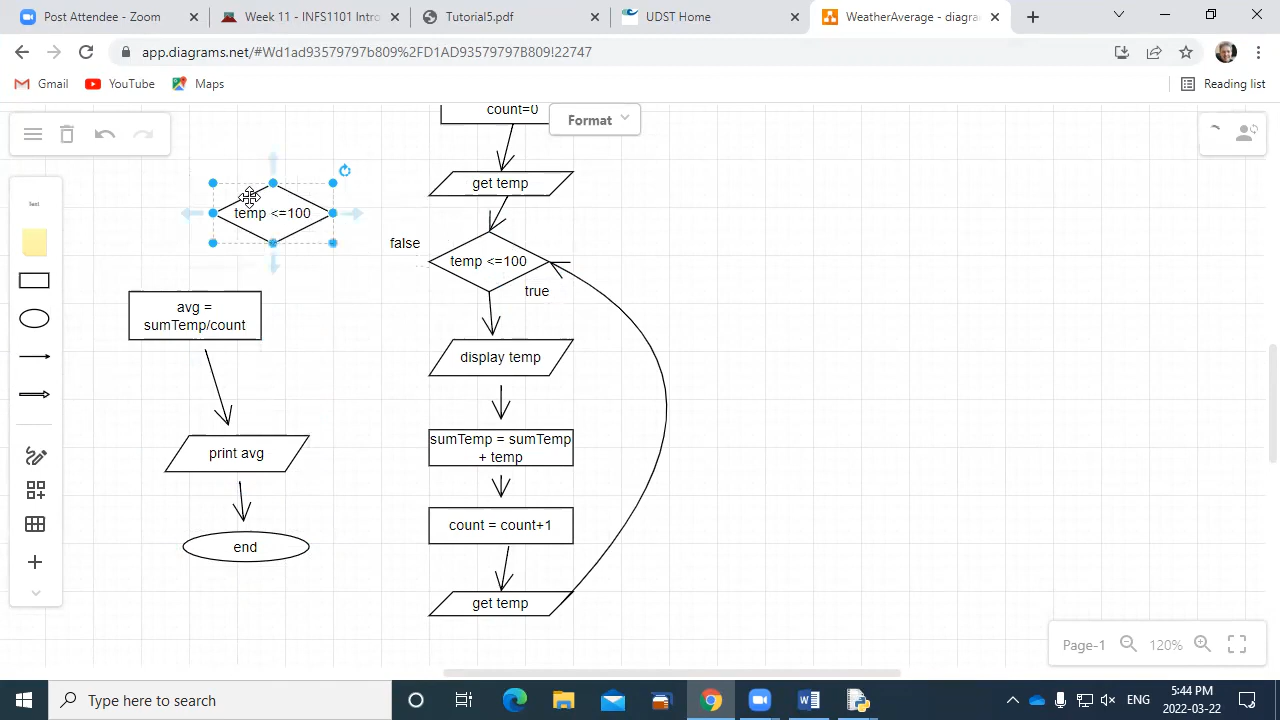 Post Attendees - Zoom
Week 11 - INFS1101 Intro
Tutorial5.pdf
UDST Home
WeatherAverage - diagra
app.diagrams.net/#Wd1ad93579797b809%2FD1AD93579797B809!22747
Gmail
YouTube
Maps
Reading list
count=0
Format
get temp
temp <=100
false
temp <=100
true
avg =
sumTemp/count
display temp
sumTemp = sumTemp
+ temp
print avg
count = count+1
end
get temp
Text
Page-1
120%
Type here to search
ENG
5:44 PM
2022-03-22